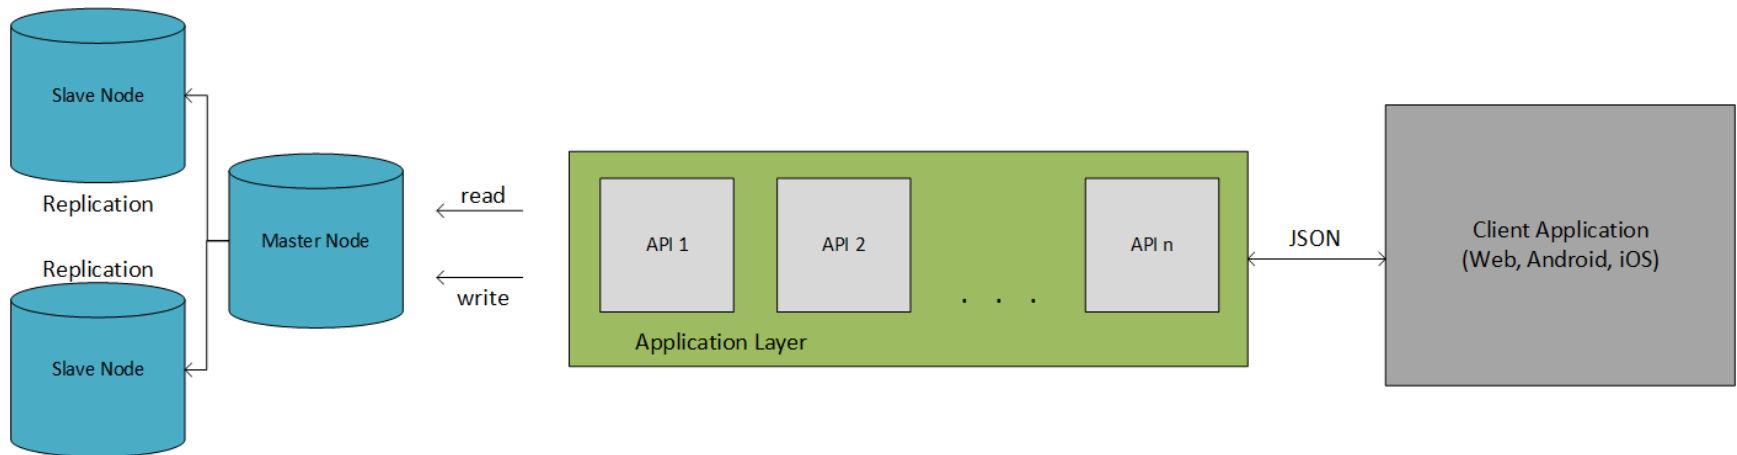 Slave Node
Replication
Replication
Slave Node
Master Node
read
write
API 1
API 2
. . .
API n
Application Layer
JSON
Client Application
(Web, Android, iOS)